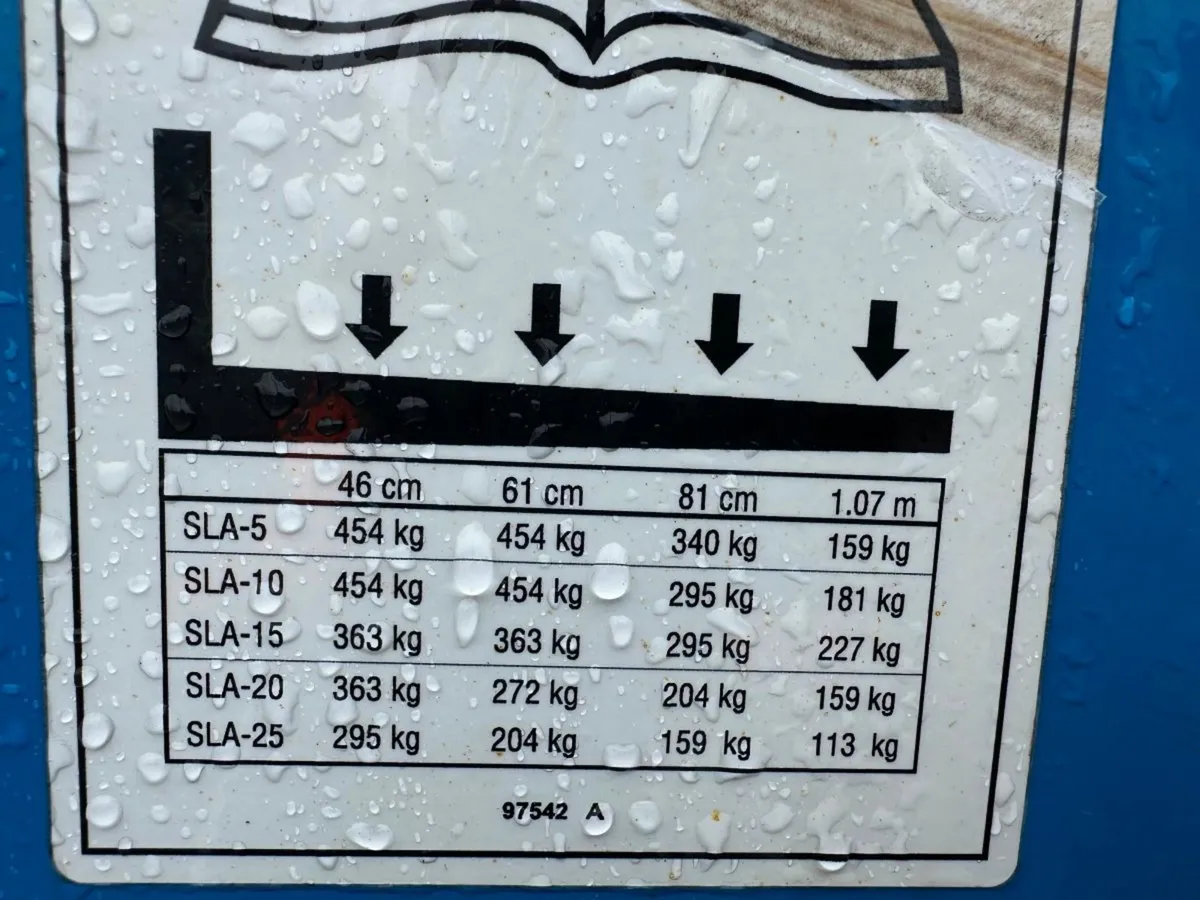 46 cm 61 cm 81 cm 1.07 m
SLA-5 454 kg 454 kg 340 kg 159 kg
SLA-10 454 kg 454 kg 295 kg 181 kg
SLA-15 363 kg 363 kg 295 kg 227 kg
SLA-20 363 kg 272 kg 204 kg 159 kg
SLA-25 295 kg 204 kg 159 kg 113 kg
97542 A